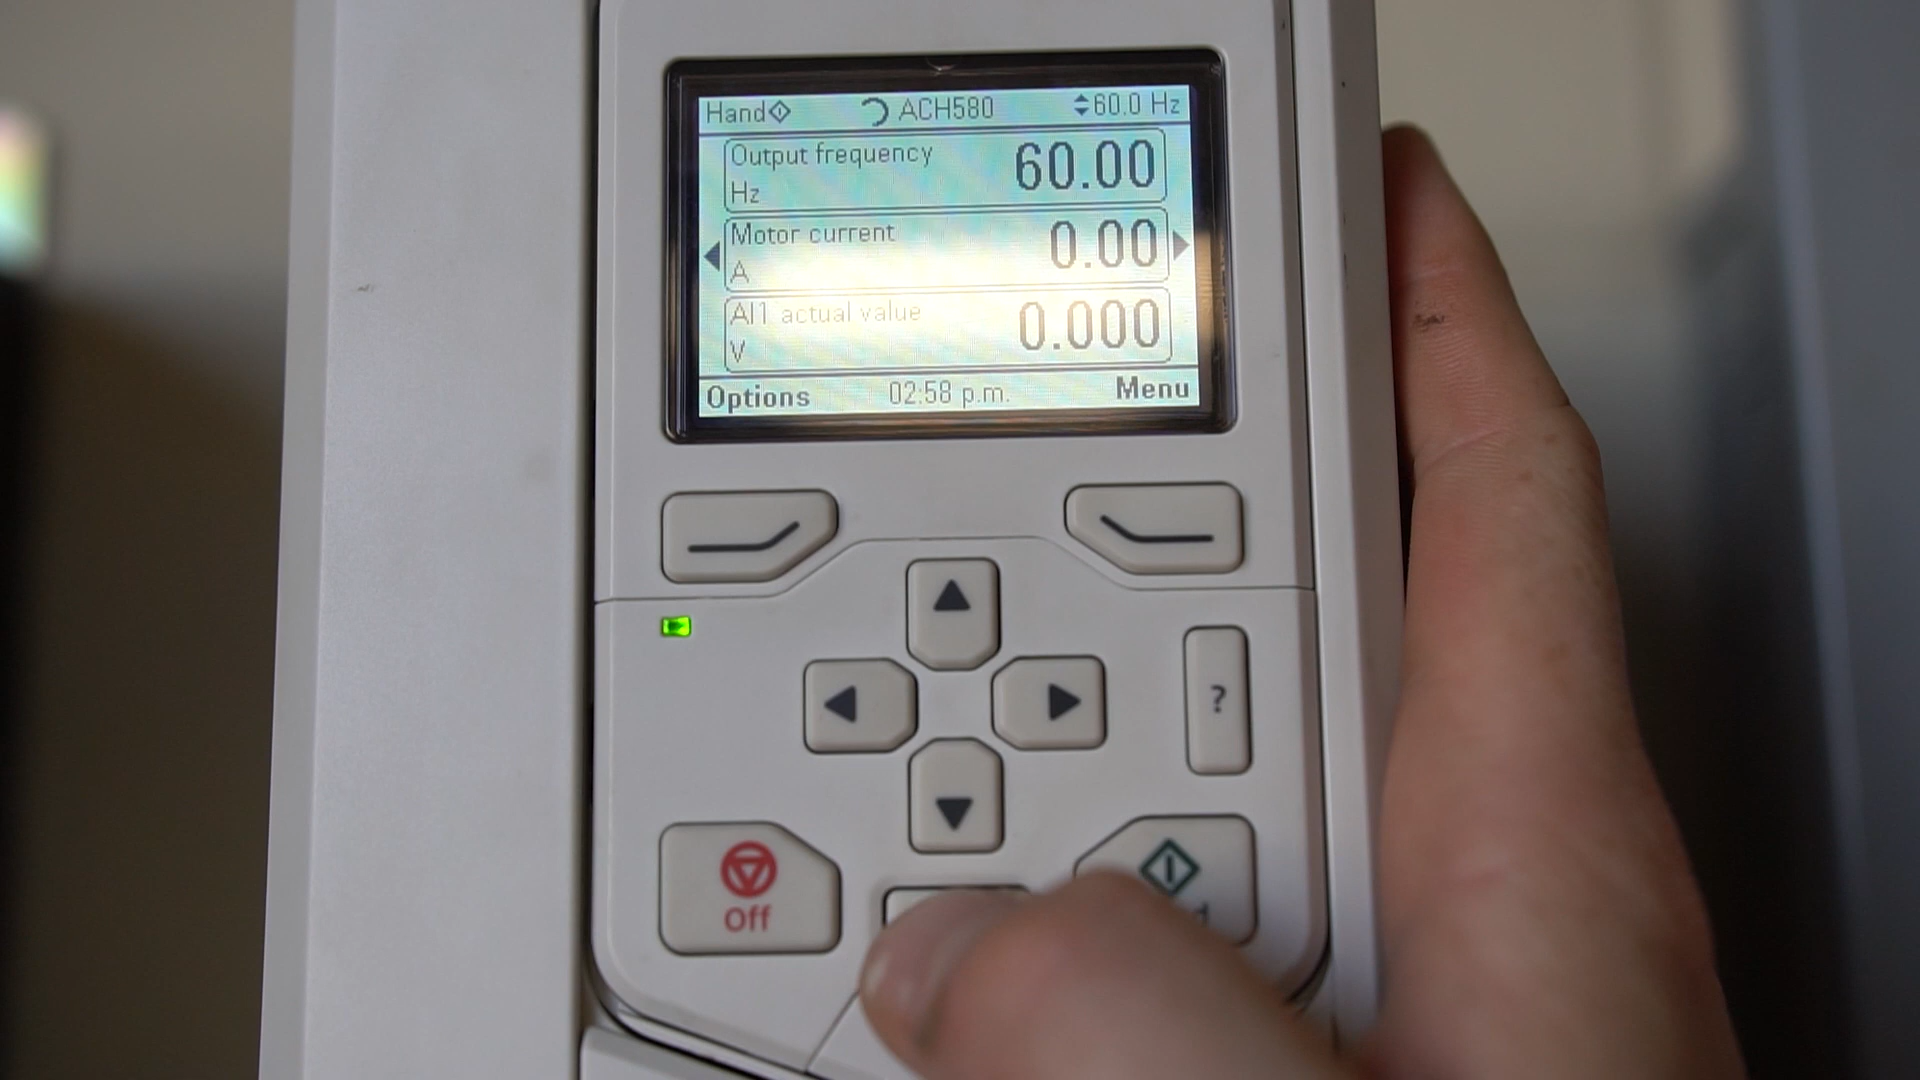 Hand ACH580 60.0 Hz
Output frequency 60.00
Hz
Motor current 0.00
A
AI1 actual value 0.000
V
Options 02:58 p.m. Menu
?
Off